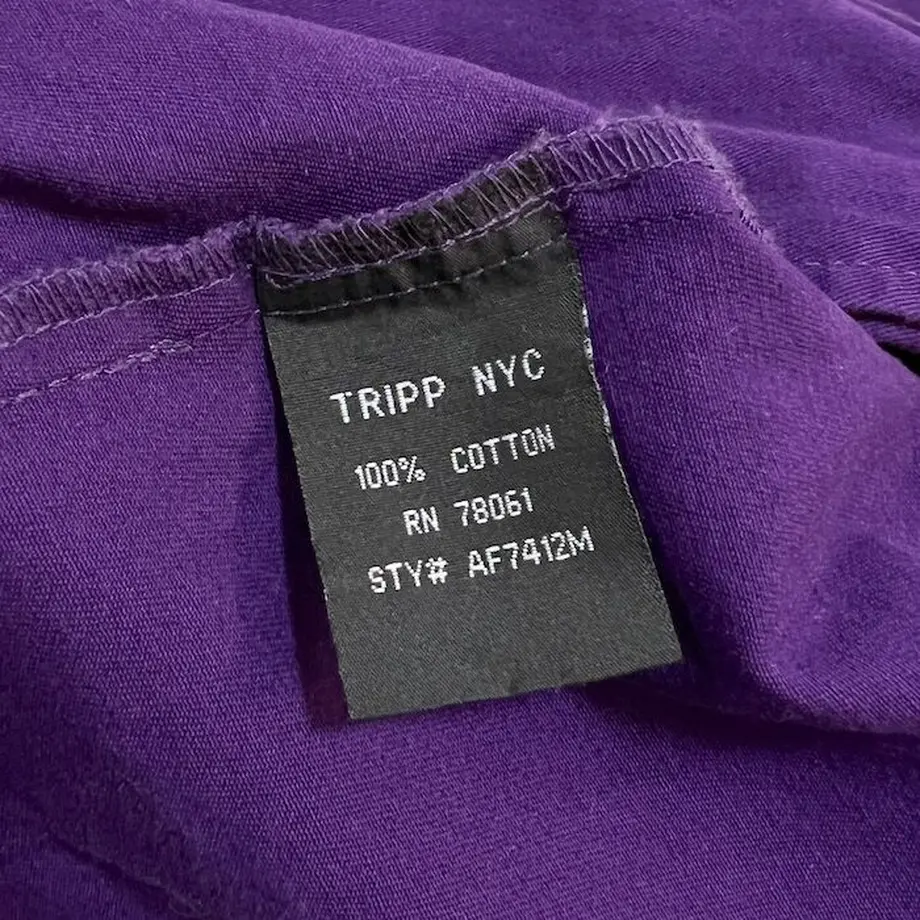 TRIPP NYC
100% COTTON
RN 78061
STY# AF7412M